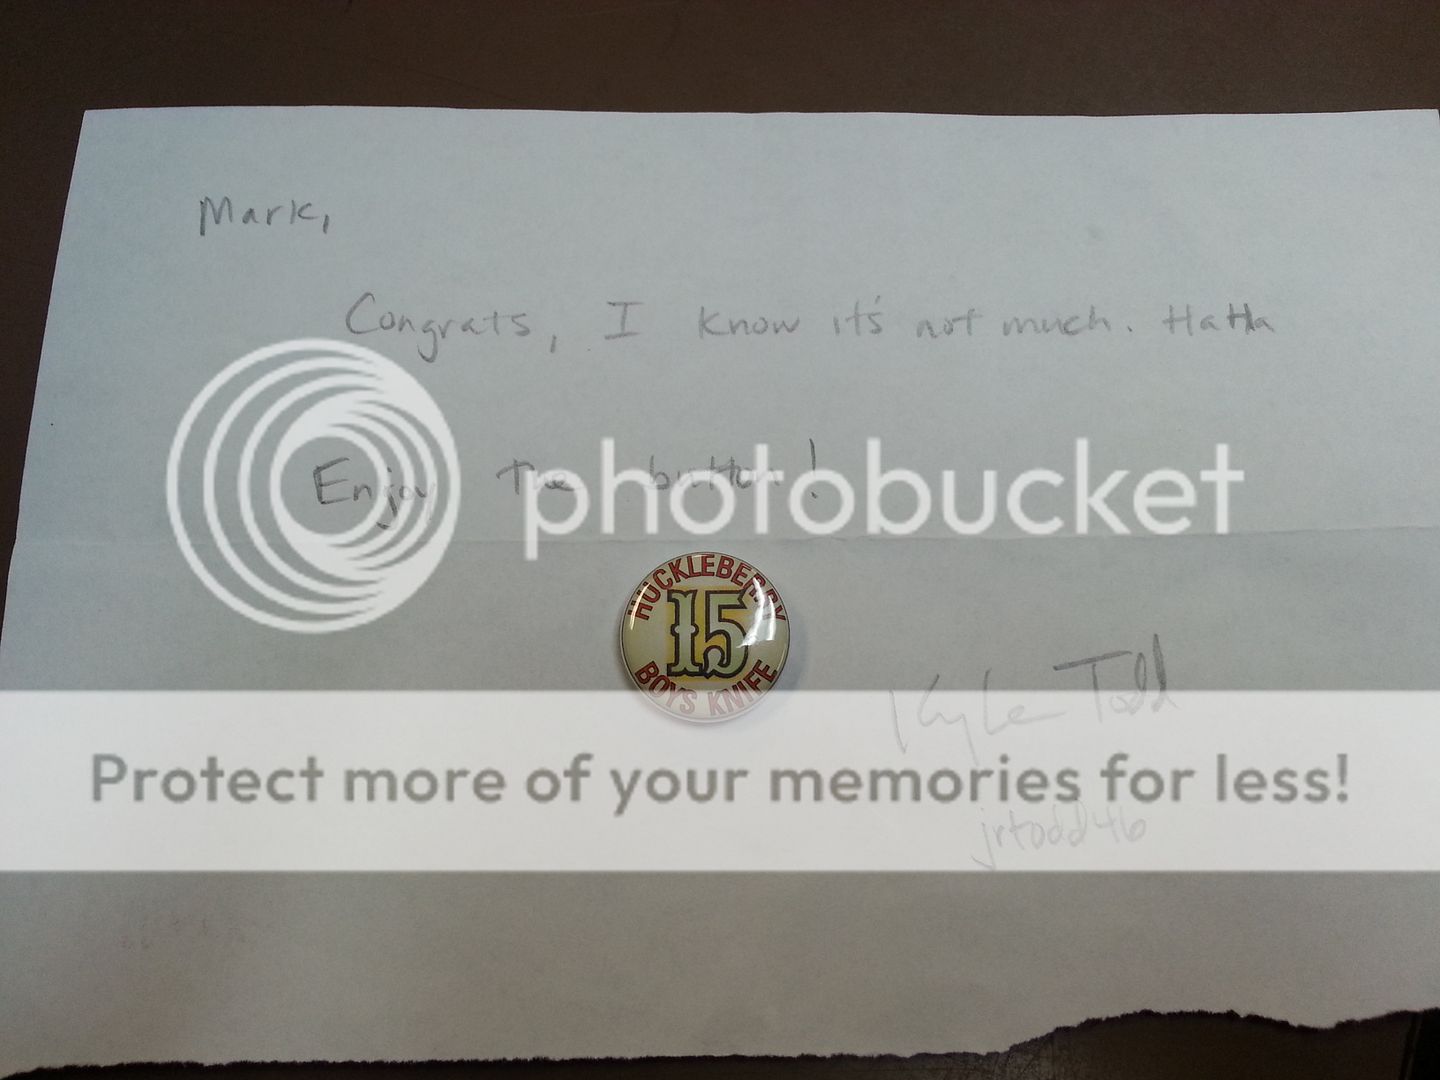 Mark,
Congrats, I know it's not much. HaHa
Enjoy The button!
photobucket
HUCKLEBERRY
15
BOYS KNIFE
Kyle Todd
Protect more of your memories for less!
jrtodd46